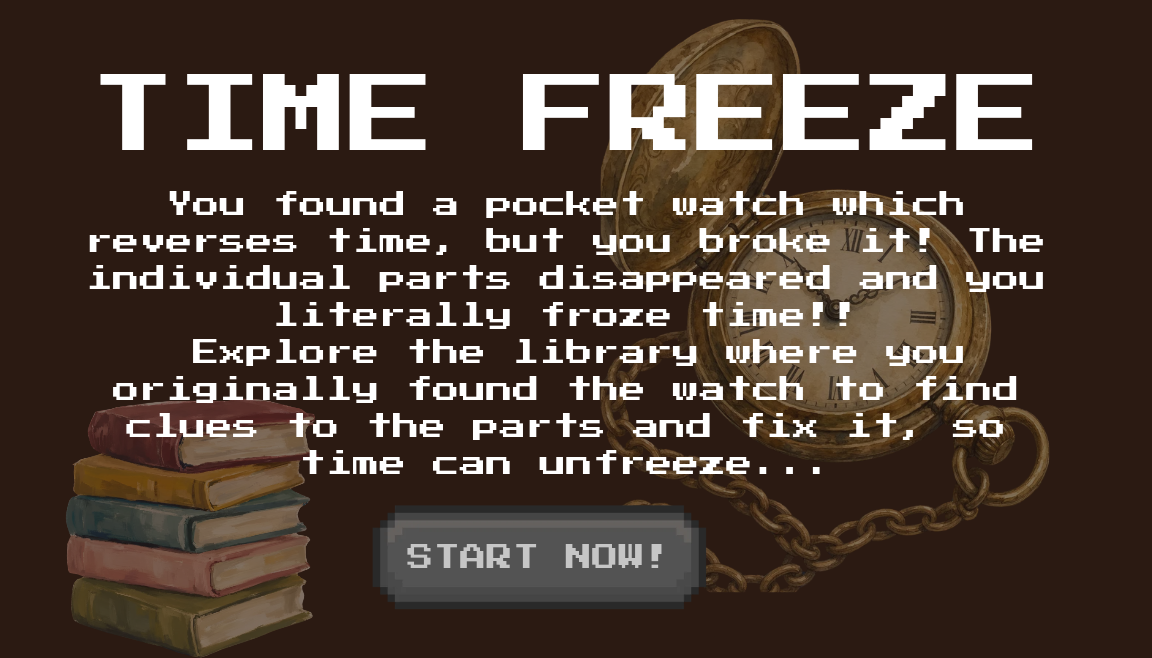 TIME FREEZE
You found a pocket watch which
reverses time, but you broke it! The
individual parts disappeared and you
literally froze time!!
Explore the library where you
originally found the watch to find
clues to the parts and fix it, so
time can unfreeze...
START NOW!